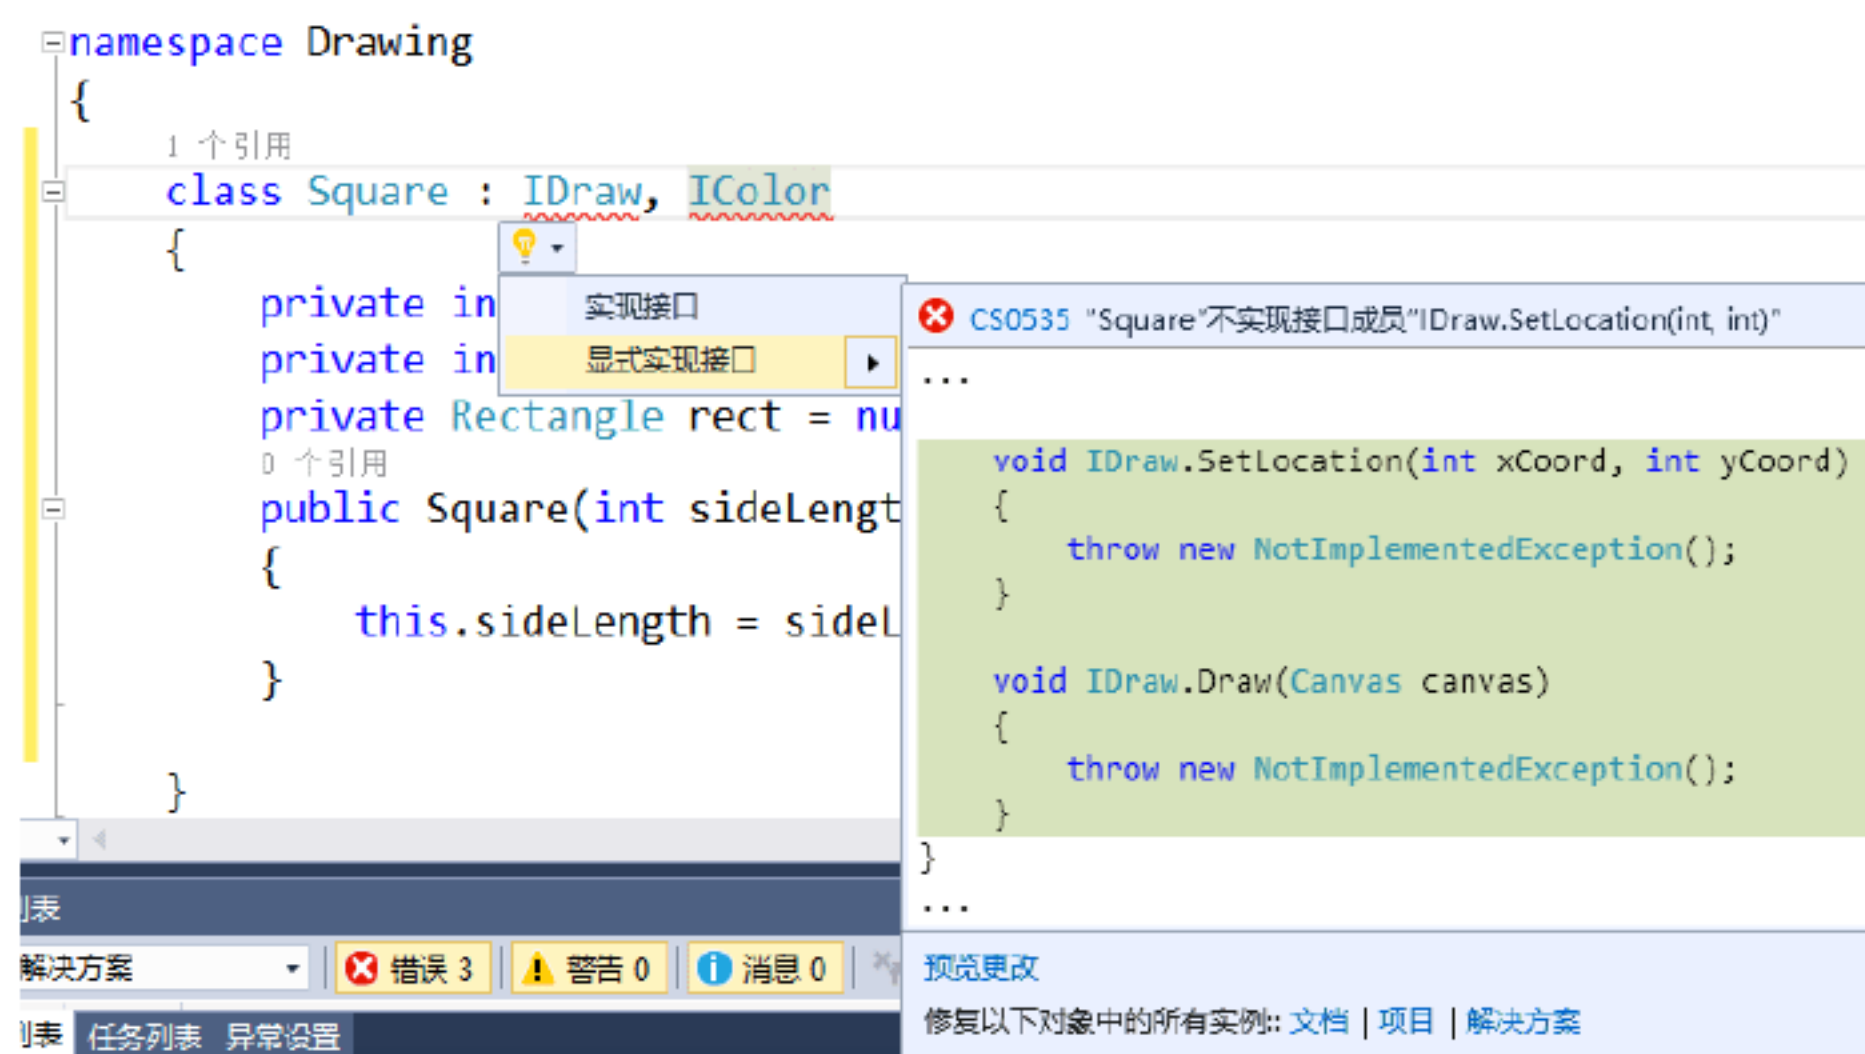 namespace Drawing
{
1 个引用
class Square : IDraw, IColor
{
private in
private in
private Rectangle rect = nu
0 个引用
public Square(int sideLengt
{
this.sideLength = sideL
}
}
实现接口
显式实现接口
CS0535 "Square"不实现接口成员"IDraw.SetLocation(int, int)"
...
void IDraw.SetLocation(int xCoord, int yCoord)
{
throw new NotImplementedException();
}
void IDraw.Draw(Canvas canvas)
{
throw new NotImplementedException();
}
}
...
预览更改
修复以下对象中的所有实例:: 文档 | 项目 | 解决方案
列表
解决方案 错误 3 警告 0 消息 0
列表 任务列表 异常设置